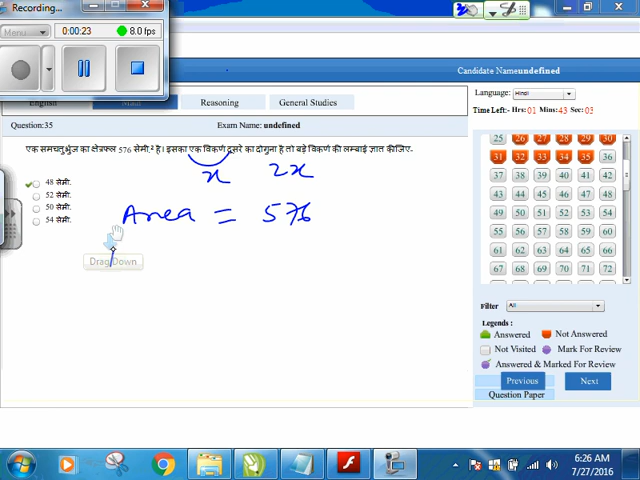 Recording...
Menu
0:00:23
8.0 fps
Candidate Nameundefined
English
Reasoning
General Studies
Language: Hindi
Time Left:- Hrs:01 Mins:43 Sec:03
Question:35
Exam Name: undefined
एक समचतुर्भुज का क्षेत्रफल 576 सेमी.² है। इसका एक विकर्ण दूसरे का दोगुना है तो बड़े विकर्ण की लम्बाई ज्ञात कीजिए-
x 2x
48 सेमी.
52 सेमी.
50 सेमी.
54 सेमी.
Area = 576
Drag Down
25 26 27 28 29 30
31 32 33 34 35 36
37 38 39 40 41 42
43 44 45 46 47 48
49 50 51 52 53 54
55 56 57 58 59 60
61 62 63 64 65 66
67 68 69 70 71 72
Filter All
Legends :
Answered Not Answered
Not Visited Mark For Review
Answered & Marked For Review
Previous Next
Question Paper
6:26 AM
7/27/2016